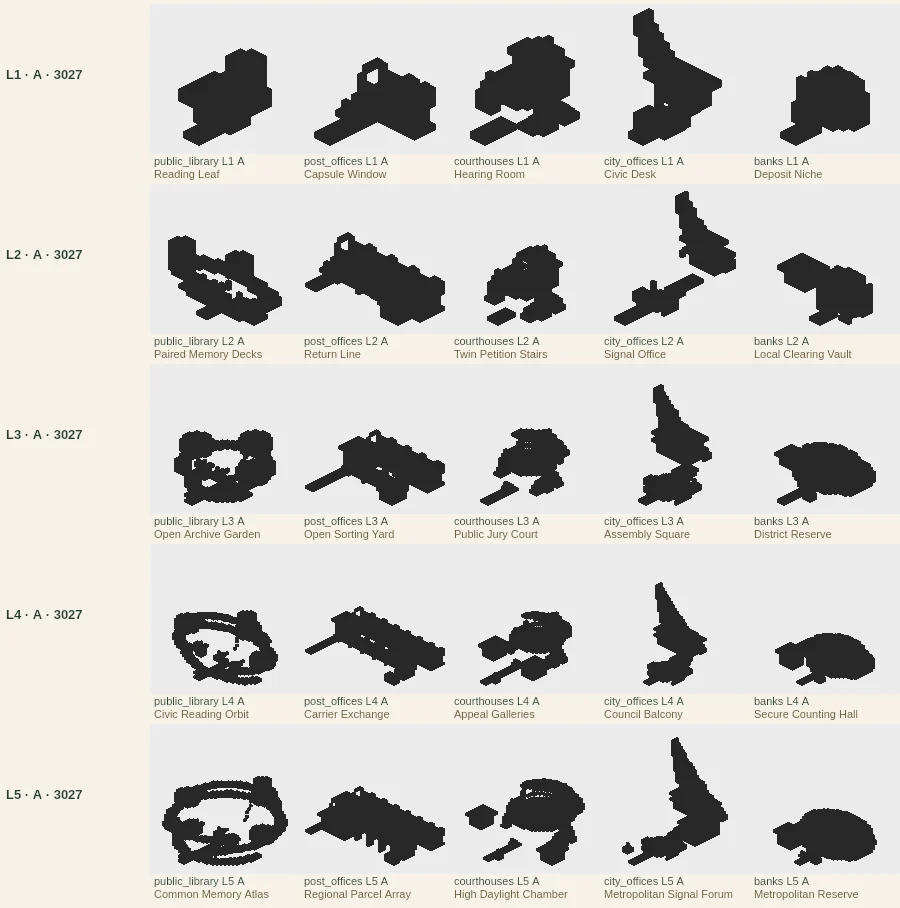 L1 · A · 3027
public_library L1 A
Reading Leaf
post_offices L1 A
Capsule Window
courthouses L1 A
Hearing Room
city_offices L1 A
Civic Desk
banks L1 A
Deposit Niche
L2 · A · 3027
public_library L2 A
Paired Memory Decks
post_offices L2 A
Return Line
courthouses L2 A
Twin Petition Stairs
city_offices L2 A
Signal Office
banks L2 A
Local Clearing Vault
L3 · A · 3027
public_library L3 A
Open Archive Garden
post_offices L3 A
Open Sorting Yard
courthouses L3 A
Public Jury Court
city_offices L3 A
Assembly Square
banks L3 A
District Reserve
L4 · A · 3027
public_library L4 A
Civic Reading Orbit
post_offices L4 A
Carrier Exchange
courthouses L4 A
Appeal Galleries
city_offices L4 A
Council Balcony
banks L4 A
Secure Counting Hall
L5 · A · 3027
public_library L5 A
Common Memory Atlas
post_offices L5 A
Regional Parcel Array
courthouses L5 A
High Daylight Chamber
city_offices L5 A
Metropolitan Signal Forum
banks L5 A
Metropolitan Reserve